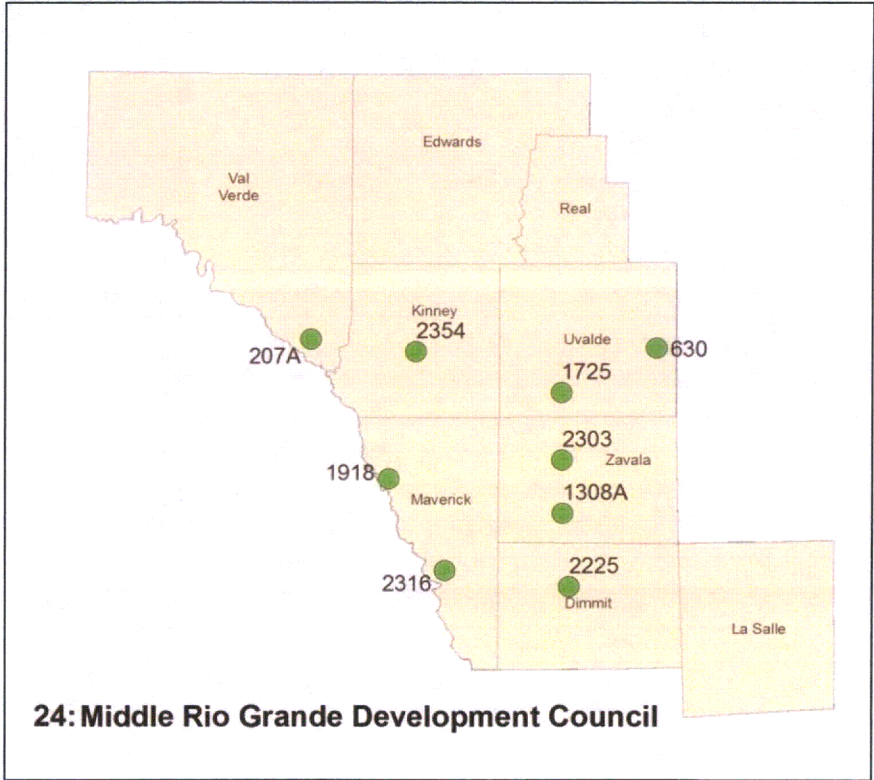 Edwards
Val
Verde
Real
Kinney
2354
Uvalde
207A
630
1725
2303
Zavala
1918
Maverick
1308A
2316
2225
Dimmit
La Salle
24: Middle Rio Grande Development Council